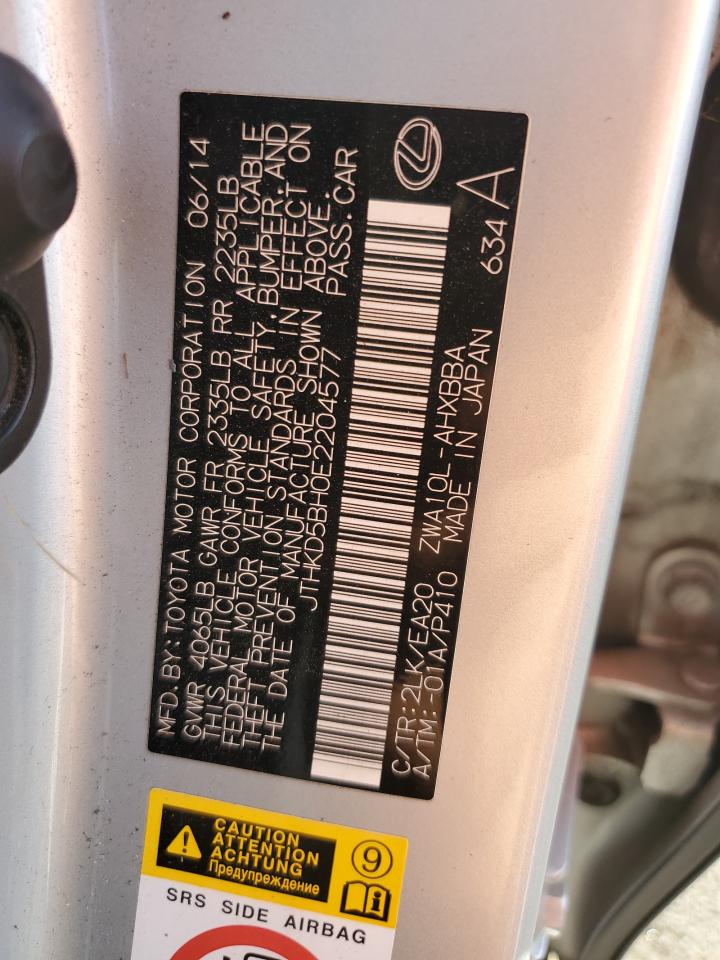 MFD.BY:TOYOTA MOTOR CORPORATION 06/14
GVWR 4065LB GAWR FR 2335LB RR 2235LB
THIS VEHICLE CONFORMS TO ALL APPLICABLE
FEDERAL MOTOR VEHICLE SAFETY,BUMPER,AND
THEFT PREVENTION STANDARDS IN EFFECT ON
THE DATE OF MANUFACTURE SHOWN ABOVE.
JTHKD5BH0E2204577 PASS.CAR
C/TR:2LK/EA20 ZWA10L-AHXBBA
A/TM:-01A/P410 MADE IN JAPAN 634 A
CAUTION
ATTENTION
ACHTUNG
Предупреждение
9
i
SRS SIDE AIRBAG